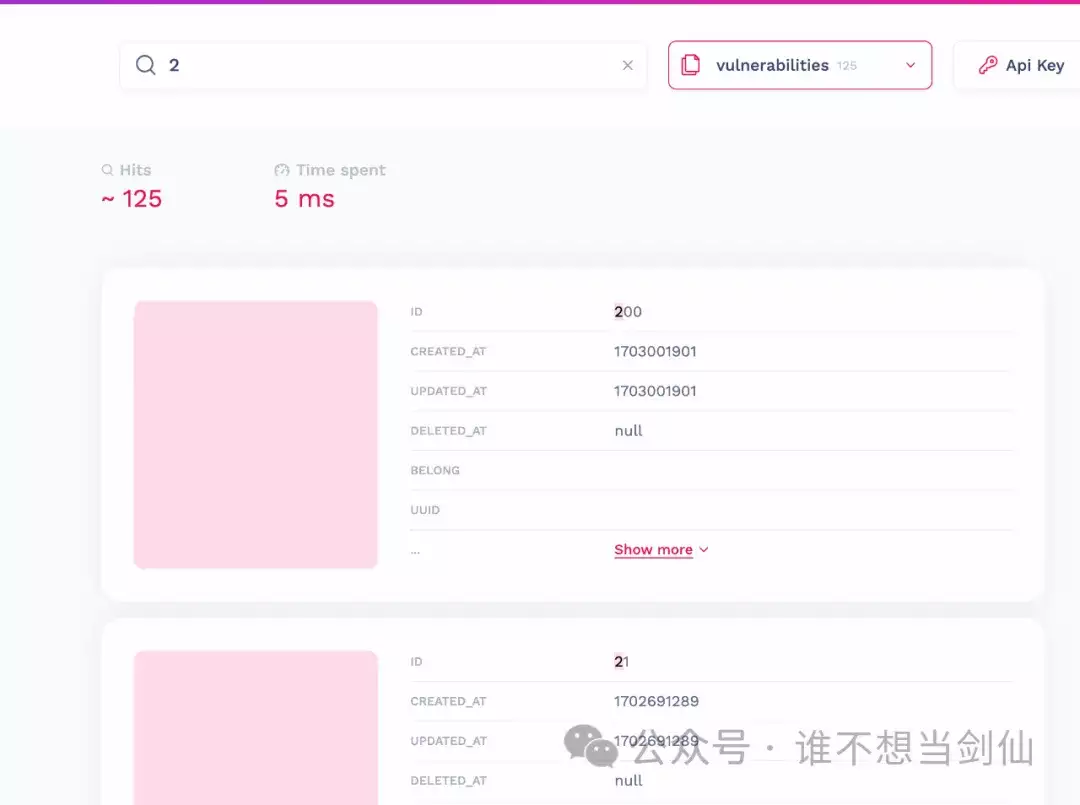 2
vulnerabilities 125
Api Key
Hits
Time spent
~ 125
5 ms
ID 200
CREATED_AT 1703001901
UPDATED_AT 1703001901
DELETED_AT null
BELONG
UUID
... Show more
ID 21
CREATED_AT 1702691289
UPDATED_AT 1702691289
公众号 · 谁不想当剑仙
DELETED_AT null